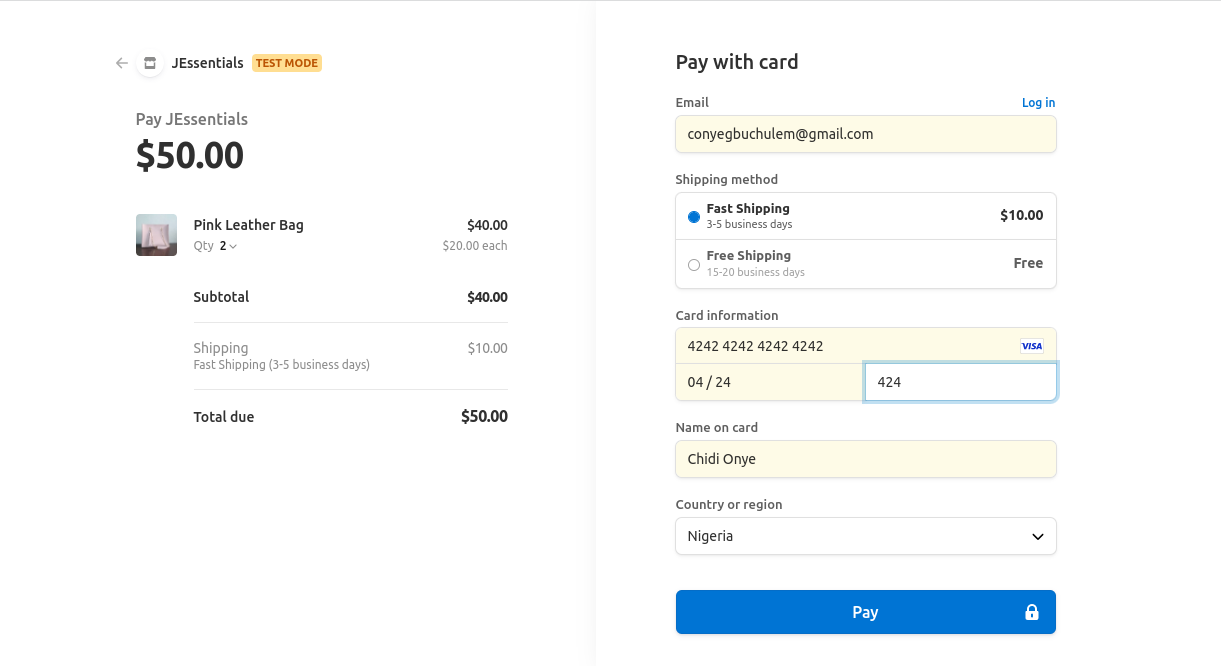 JEssentials TEST MODE
Pay JEssentials
$50.00
Pink Leather Bag $40.00
Qty 2 $20.00 each
Subtotal $40.00
Shipping $10.00
Fast Shipping (3-5 business days)
Total due $50.00
Pay with card
Email Log in
conyegbuchulem@gmail.com
Shipping method
Fast Shipping $10.00
3-5 business days
Free Shipping Free
15-20 business days
Card information
4242 4242 4242 4242 VISA
04 / 24 424
Name on card
Chidi Onye
Country or region
Nigeria
Pay